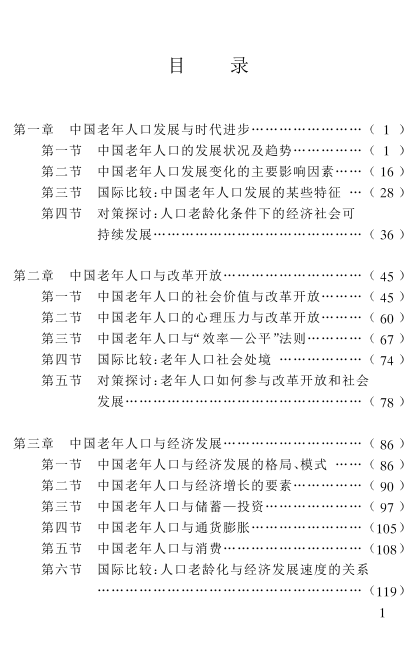 目 录
第一章 中国老年人口发展与时代进步……………………( 1 )
第一节 中国老年人口的发展状况及趋势……………( 1 )
第二节 中国老年人口发展变化的主要影响因素……( 16 )
第三节 国际比较:中国老年人口发展的某些特征 …( 28 )
第四节 对策探讨:人口老龄化条件下的经济社会可
持续发展………………………………………( 36 )
第二章 中国老年人口与改革开放…………………………( 45 )
第一节 中国老年人口的社会价值与改革开放………( 45 )
第二节 中国老年人口的心理压力与改革开放………( 60 )
第三节 中国老年人口与“效率—公平”法则…………( 67 )
第四节 国际比较:老年人口社会处境 ………………( 74 )
第五节 对策探讨:老年人口如何参与改革开放和社会
发展……………………………………………( 78 )
第三章 中国老年人口与经济发展…………………………( 86 )
第一节 中国老年人口与经济发展的格局、模式 ……( 86 )
第二节 中国老年人口与经济增长的要素……………( 90 )
第三节 中国老年人口与储蓄—投资…………………( 97 )
第四节 中国老年人口与通货膨胀……………………(105)
第五节 中国老年人口与消费…………………………(108)
第六节 国际比较:人口老龄化与经济发展速度的关系
…………………………………………………(119)
1